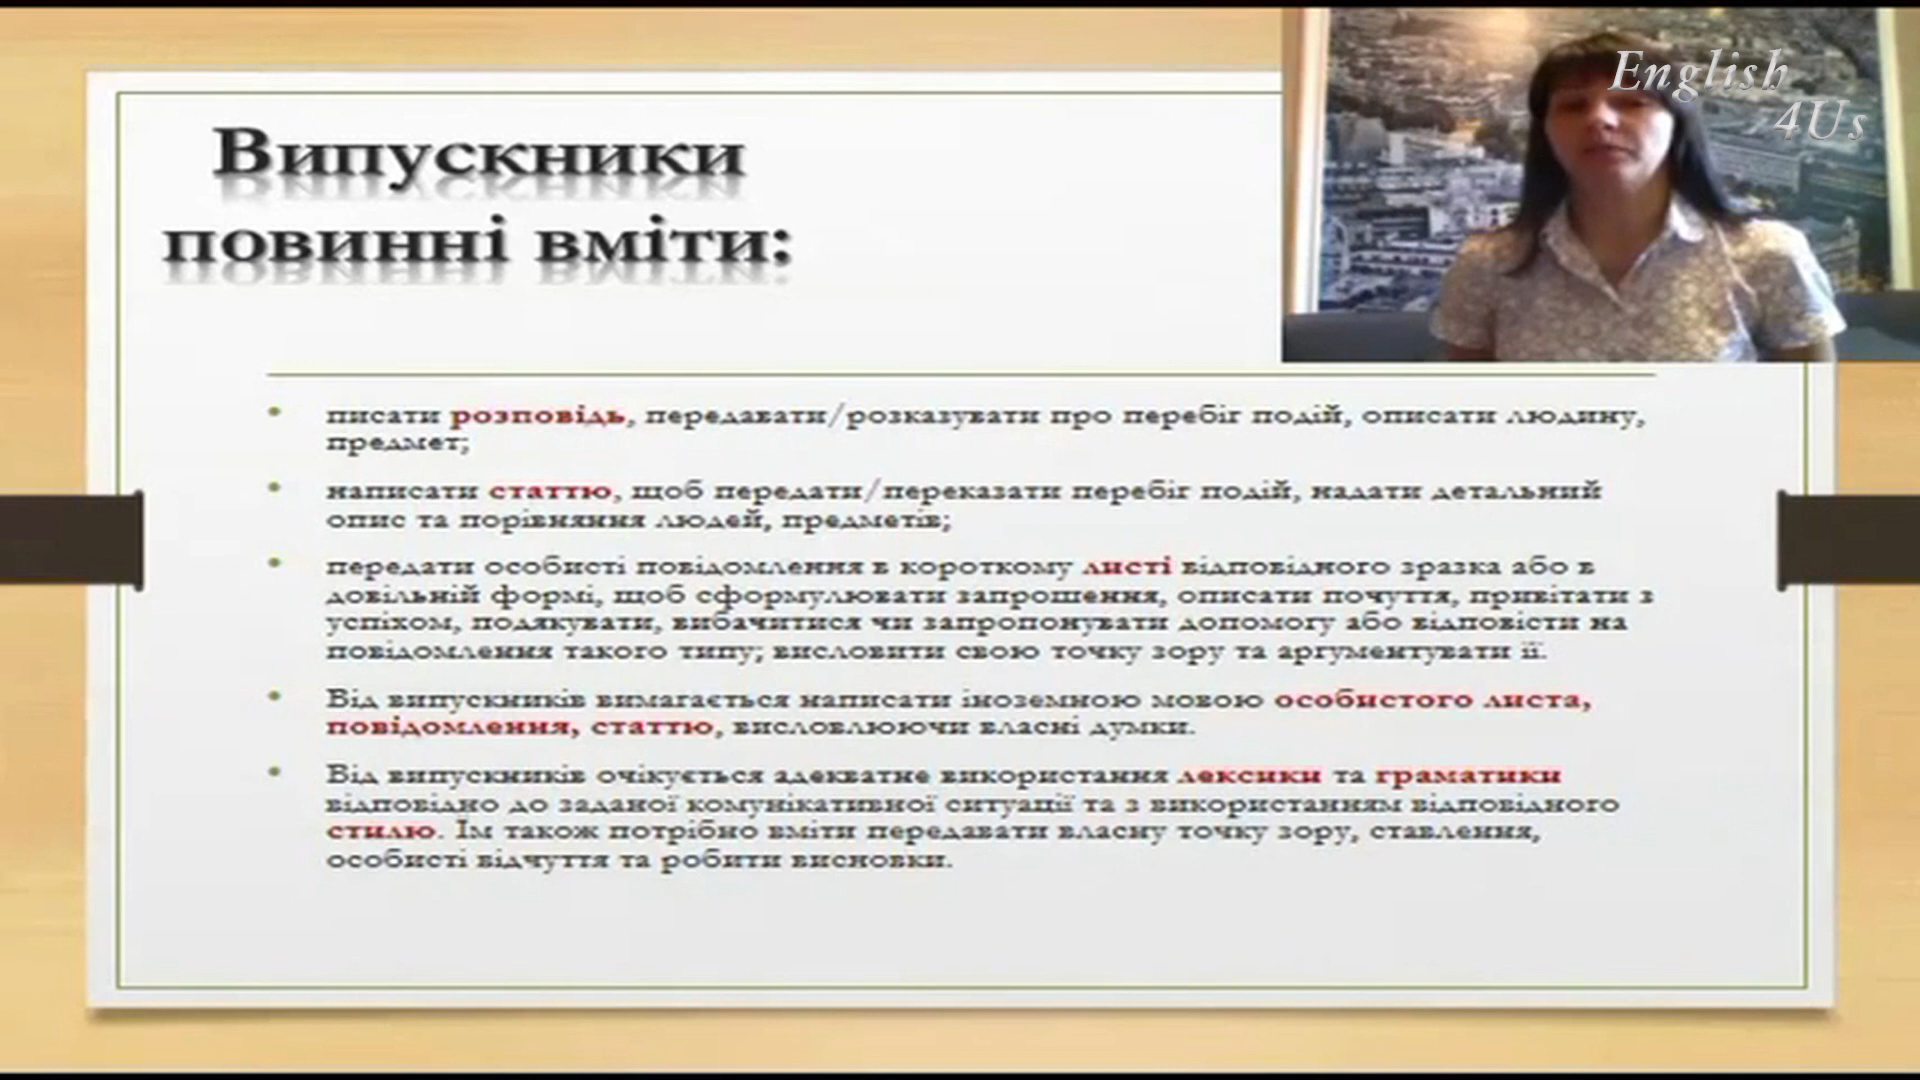 Випускники
повинні вміти:
English
4Us
• писати розповідь, передавати/розказувати про перебіг подій, описати людину,
предмет;
• написати статтю, щоб передати/переказати перебіг подій, надати детальний
опис та порівняння людей, предметів;
• передати особисті повідомлення в короткому листі відповідного зразка або в
довільній формі, щоб сформулювати запрошення, описати почуття, привітати з
успіхом, подякувати, вибачитися чи запропонувати допомогу або відповісти на
повідомлення такого типу; висловити свою точку зору та аргументувати її.
• Від випускників вимагається написати іноземною мовою особистого листа,
повідомлення, статтю, висловлюючи власні думки.
• Від випускників очікується адекватне використання лексики та граматики
відповідно до заданої комунікативної ситуації та з використанням відповідного
стилю. Їм також потрібно вміти передавати власну точку зору, ставлення,
особисті відчуття та робити висновки.